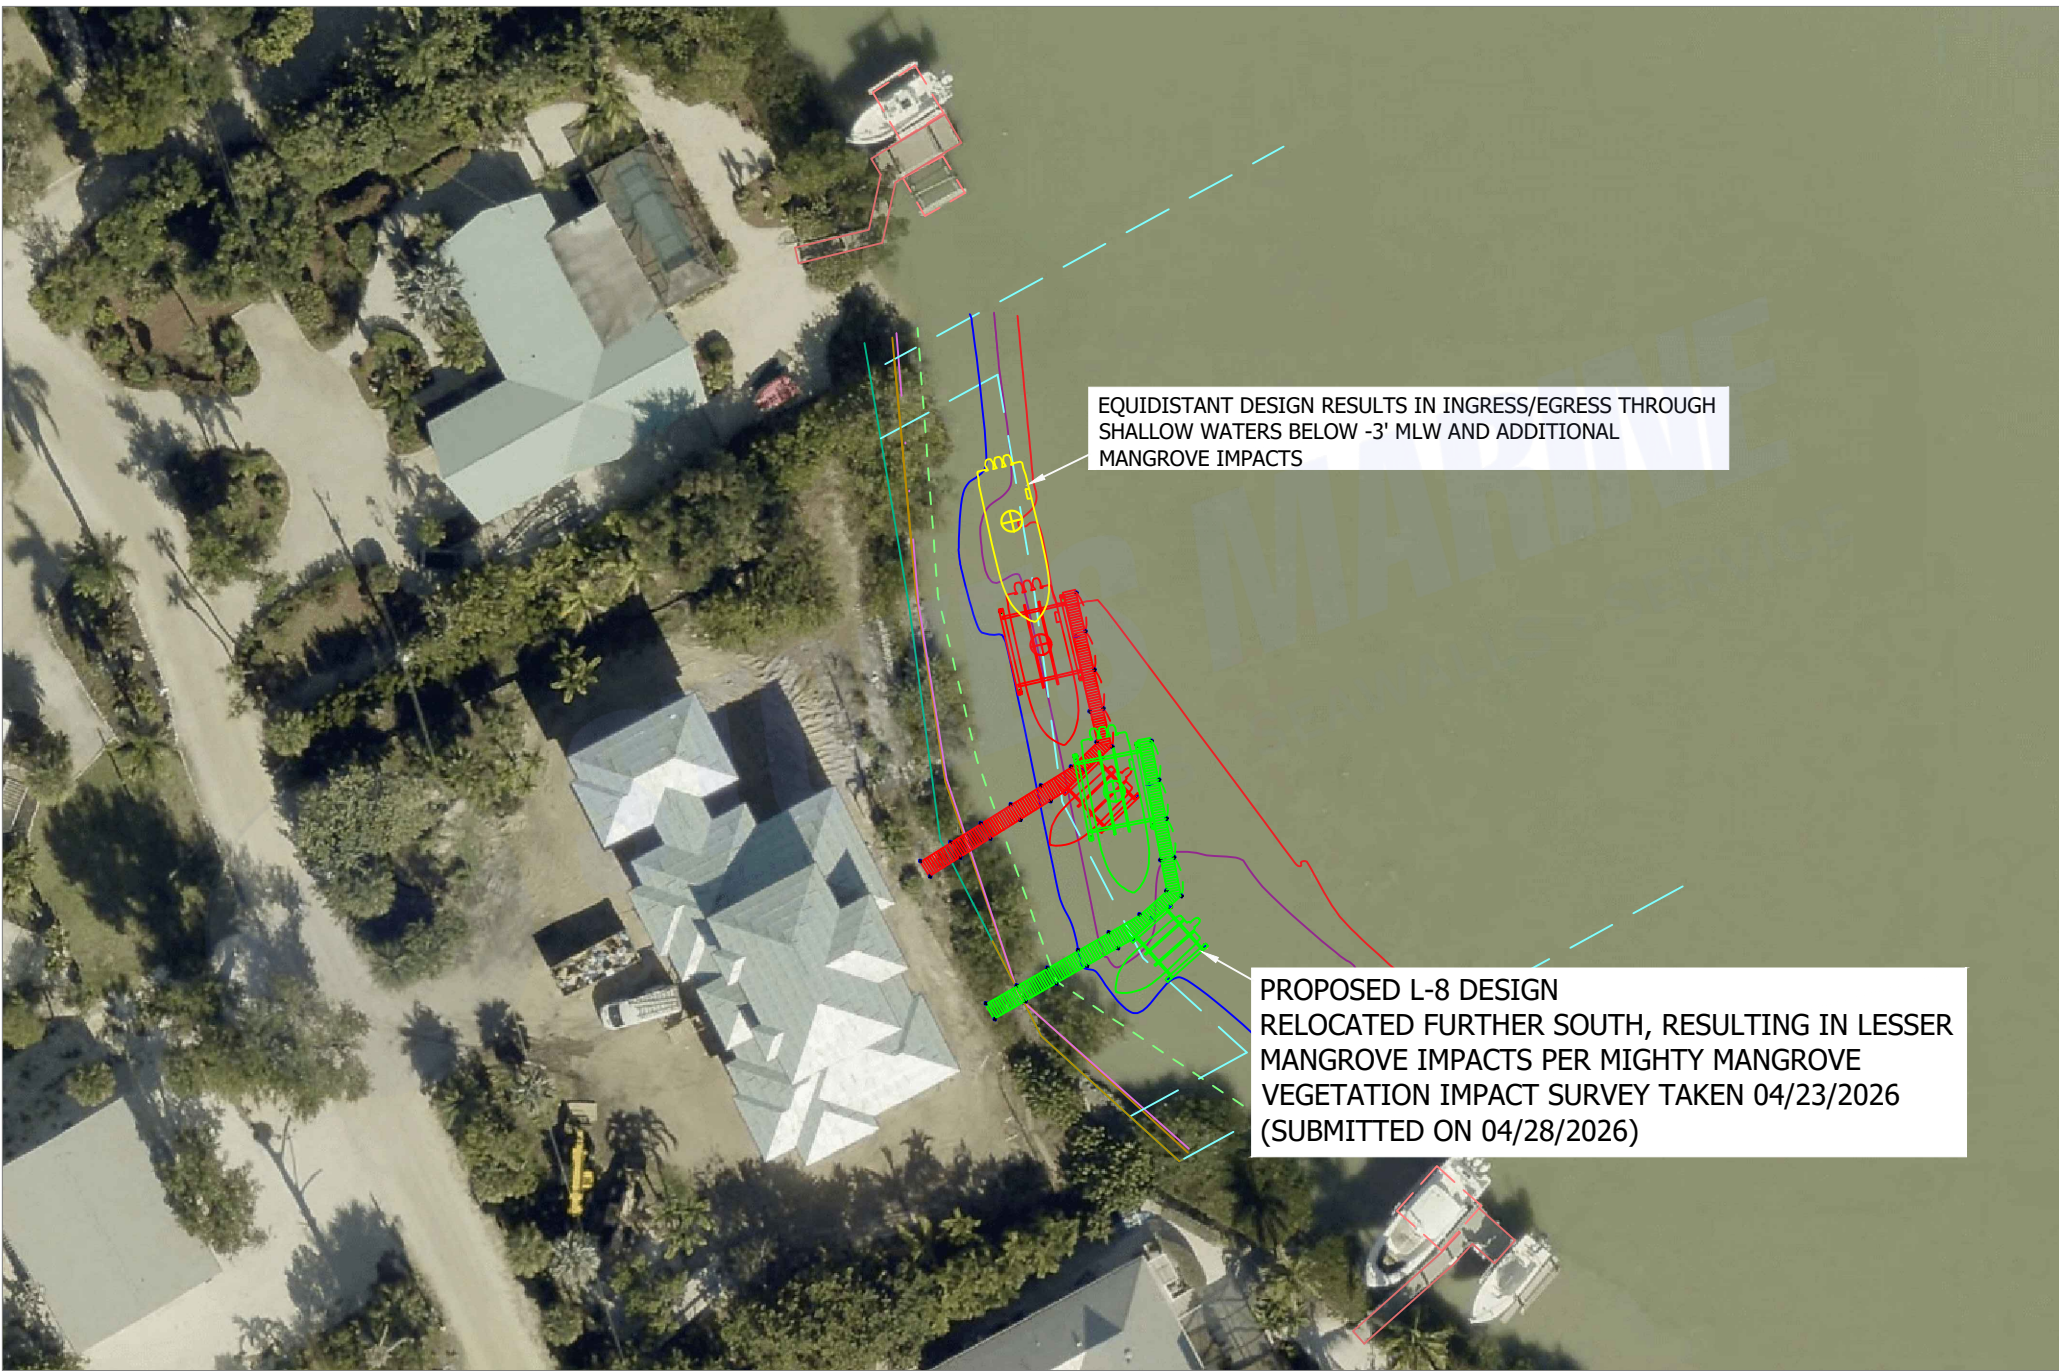 EQUIDISTANT DESIGN RESULTS IN INGRESS/EGRESS THROUGH
SHALLOW WATERS BELOW -3' MLW AND ADDITIONAL
MANGROVE IMPACTS
MARINE
PROPOSED L-8 DESIGN
RELOCATED FURTHER SOUTH, RESULTING IN LESSER
MANGROVE IMPACTS PER MIGHTY MANGROVE
VEGETATION IMPACT SURVEY TAKEN 04/23/2026
(SUBMITTED ON 04/28/2026)